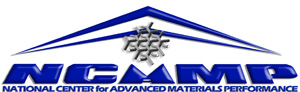 NCAMP
NATIONAL CENTER for ADVANCED MATERIALS PERFORMANCE